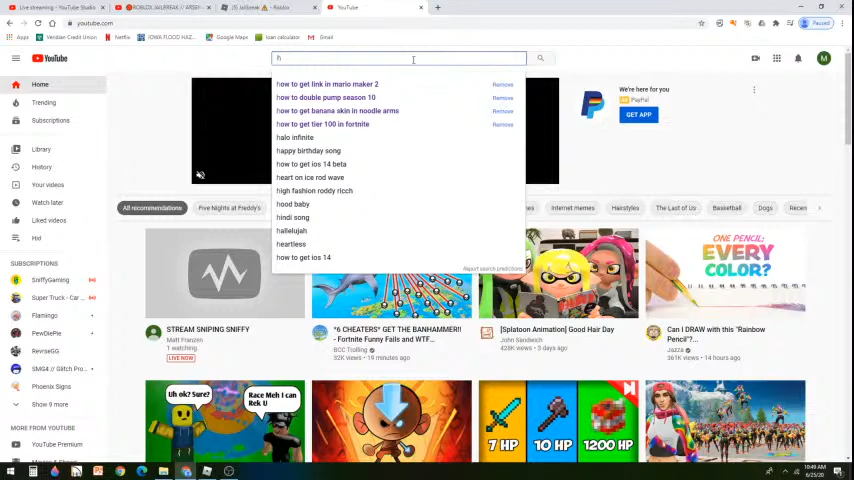 Live streaming - YouTube Studio
ROBLOX JAILBREAK //
Jailbreak - Roblox
YouTube
youtube.com
Paused
Apps
Veridian Credit Union
Netflix
IOWA FLOOD HAZ...
Google Maps
loan calculator
Gmail
YouTube
h
M
Home
Trending
Subscriptions
Library
History
Your videos
Watch later
Liked videos
SUBSCRIPTIONS
SniffyGaming
Super Truck - Car ...
Flamingo
PewDiePie
RevrseGG
SMG4 // Glitch Pro...
Phoenix Signs
Show 9 more
MORE FROM YOUTUBE
YouTube Premium
how to get link in mario maker 2 Remove
how to double pump season 10 Remove
how to get banana skin in noodle arms Remove
how to get tier 100 in fortnite Remove
halo infinite
happy birthday song
how to get ios 14 beta
heart on ice rod wave
high fashion roddy ricch
hood baby
hindi song
hallelujah
heartless
how to get ios 14
Report search predictions
We're here for you
Ad PayPal
GET APP
All recommendations
Five Nights at Freddy's
Internet memes
Hairstyles
The Last of Us
Basketball
Dogs
Recen
ONE PENCIL:
EVERY
COLOR?
STREAM SNIPING SNIFFY
Matt Franzen
1 watching
LIVE NOW
*6 CHEATERS* GET THE BANHAMMER!!
- Fortnite Funny Fails and WTF...
BCC Trolling
32K views • 19 minutes ago
[Splatoon Animation] Good Hair Day
John Sandwich
428K views • 3 days ago
Can I DRAW with this "Rainbow
Pencil"?...
Jazza
361K views • 14 hours ago
Uh ok? Sure?
Race Meh I can
Rek U
7 HP
10 HP
1200 HP
10:49 AM
6/25/20